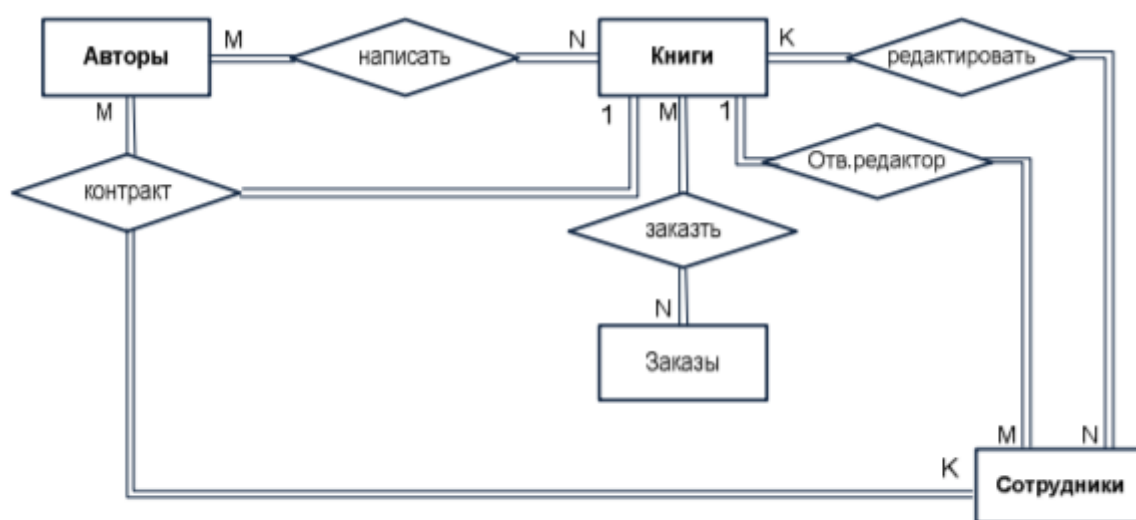 Авторы
M
написать
N
Книги
K
редактировать
M
1
M
1
Отв.редактор
контракт
заказть
N
Заказы
M
N
K
Сотрудники